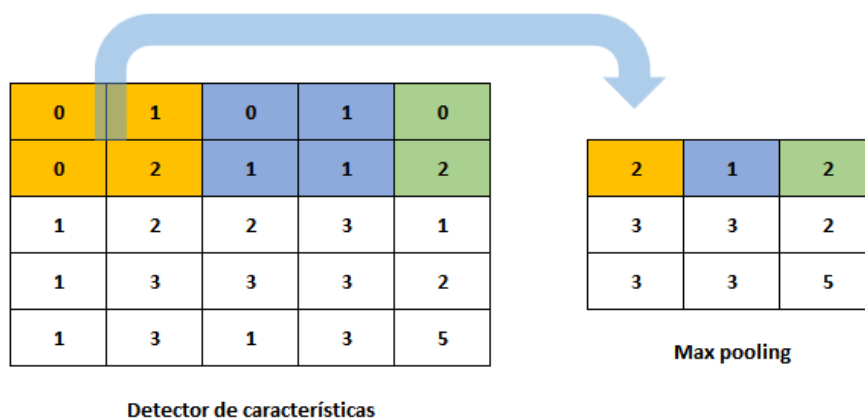 0 1 0 1 0
0 2 1 1 2
1 2 2 3 1
1 3 3 3 2
1 3 1 3 5
Detector de características
2 1 2
3 3 2
3 3 5
Max pooling